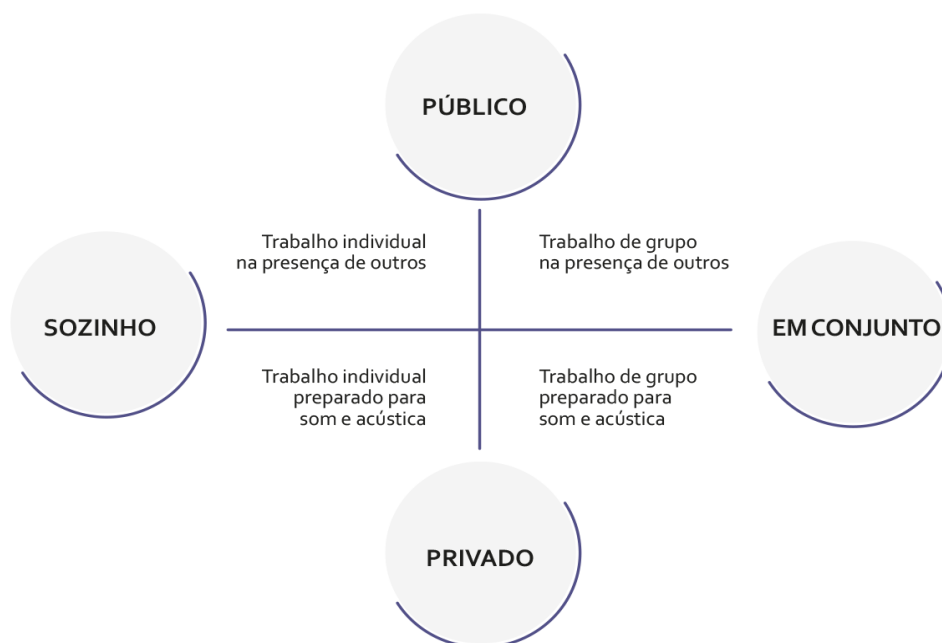 PÚBLICO
Trabalho individual
na presença de outros
Trabalho de grupo
na presença de outros
SOZINHO
EM CONJUNTO
Trabalho individual
preparado para
som e acústica
Trabalho de grupo
preparado para
som e acústica
PRIVADO